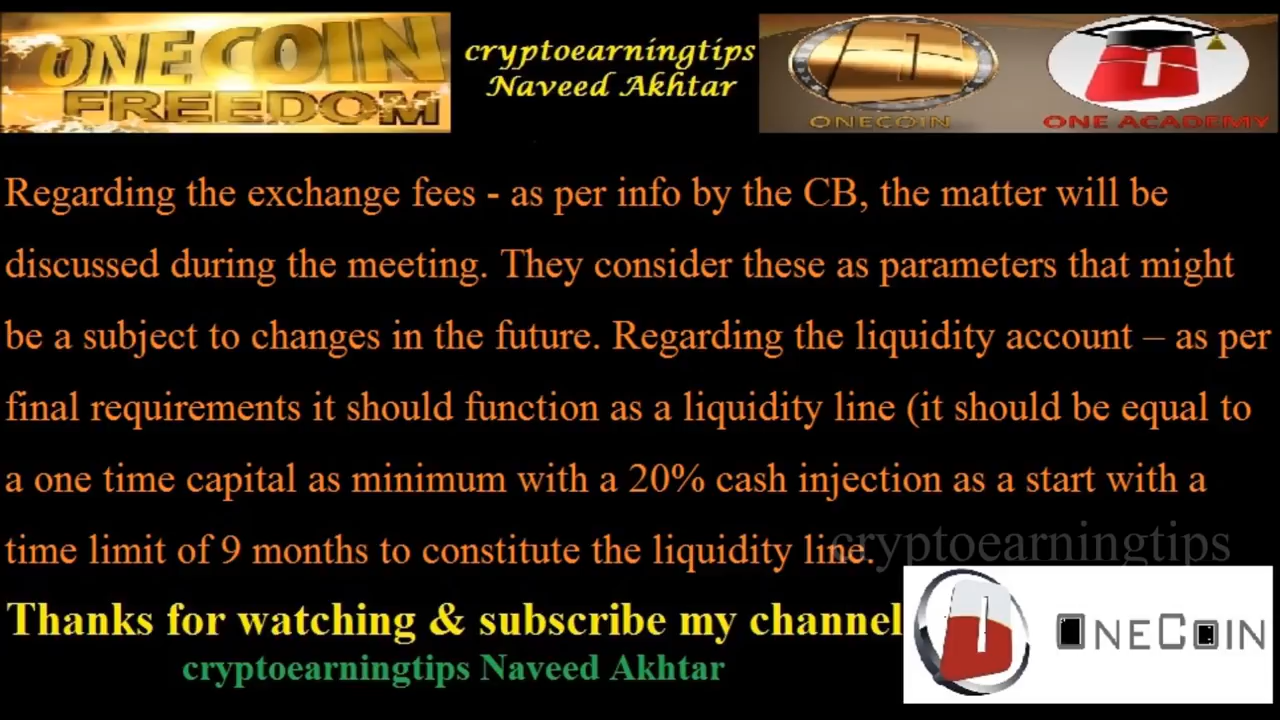 ONECOIN
FREEDOM
cryptoearningtips
Naveed Akhtar
ONECOIN
ONE ACADEMY
Regarding the exchange fees - as per info by the CB, the matter will be
discussed during the meeting. They consider these as parameters that might
be a subject to changes in the future. Regarding the liquidity account – as per
final requirements it should function as a liquidity line (it should be equal to
a one time capital as minimum with a 20% cash injection as a start with a
time limit of 9 months to constitute the liquidity line.
cryptoearningtips
Thanks for watching & subscribe my channel
cryptoearningtips Naveed Akhtar
ONECOIN